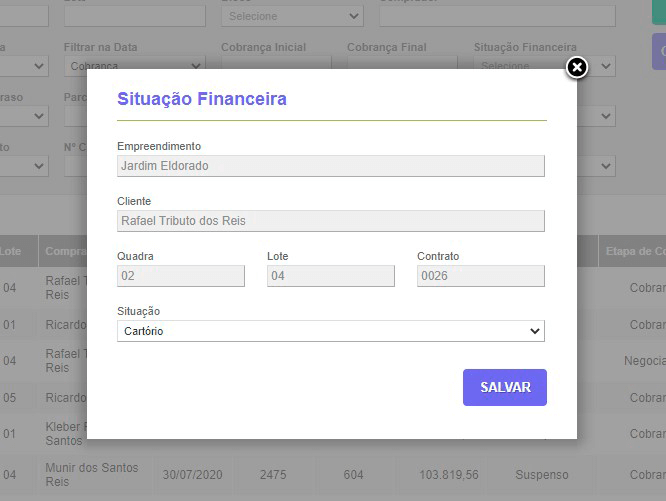 Selecione
Filtrar na Data
Cobrança Inicial
Cobrança Final
Situação Financeira
Cobrança
Selecione
Situação Financeira
Empreendimento
Jardim Eldorado
Cliente
Rafael Tributo dos Reis
Quadra
Lote
Contrato
02
04
0026
Situação
Cartório
SALVAR
Lote
Compra
Etapa de Co
04
Rafael T
Reis
Cobran
01
Ricardo
Cobran
04
Rafael T
Reis
Negocia
05
Ricardo
Cobran
01
Kleber F
Santos
Cobran
04
Munir dos Santos
Reis
30/07/2020
2475
604
103.819,56
Suspenso
Cobran